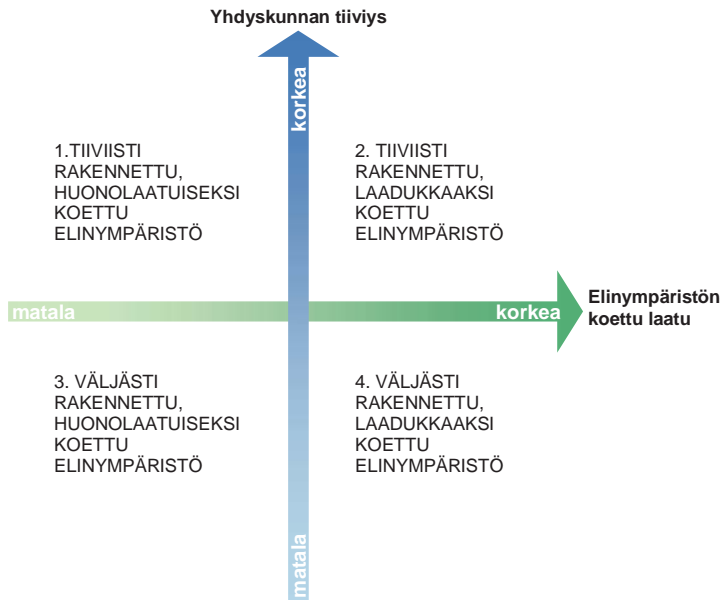 Yhdyskunnan tiiviys
korkea
1.TIIVIISTI
RAKENNETTU,
HUONOLAATUISEKSI
KOETTU
ELINYMPÄRISTÖ
2. TIIVIISTI
RAKENNETTU,
LAADUKKAAKSI
KOETTU
ELINYMPÄRISTÖ
matala
korkea
Elinympäristön
koettu laatu
3. VÄLJÄSTI
RAKENNETTU,
HUONOLAATUISEKSI
KOETTU
ELINYMPÄRISTÖ
4. VÄLJÄSTI
RAKENNETTU,
LAADUKKAAKSI
KOETTU
ELINYMPÄRISTÖ
matala